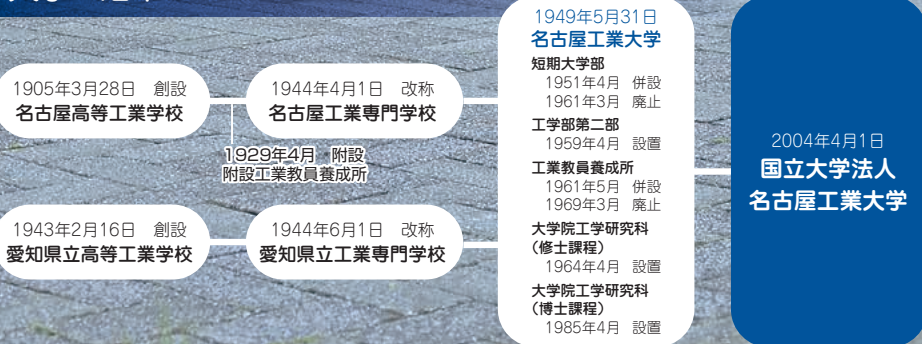 1905年3月28日 創設
名古屋高等工業学校
1944年4月1日 改称
名古屋工業専門学校
1929年4月 附設
附設工業教員養成所
1943年2月16日 創設
愛知県立高等工業学校
1944年6月1日 改称
愛知県立工業専門学校
1949年5月31日
名古屋工業大学
短期大学部
1951年4月 併設
1961年3月 廃止
工学部第二部
1959年4月 設置
工業教員養成所
1961年5月 併設
1969年3月 廃止
大学院工学研究科
（修士課程）
1964年4月 設置
大学院工学研究科
（博士課程）
1985年4月 設置
2004年4月1日
国立大学法人
名古屋工業大学